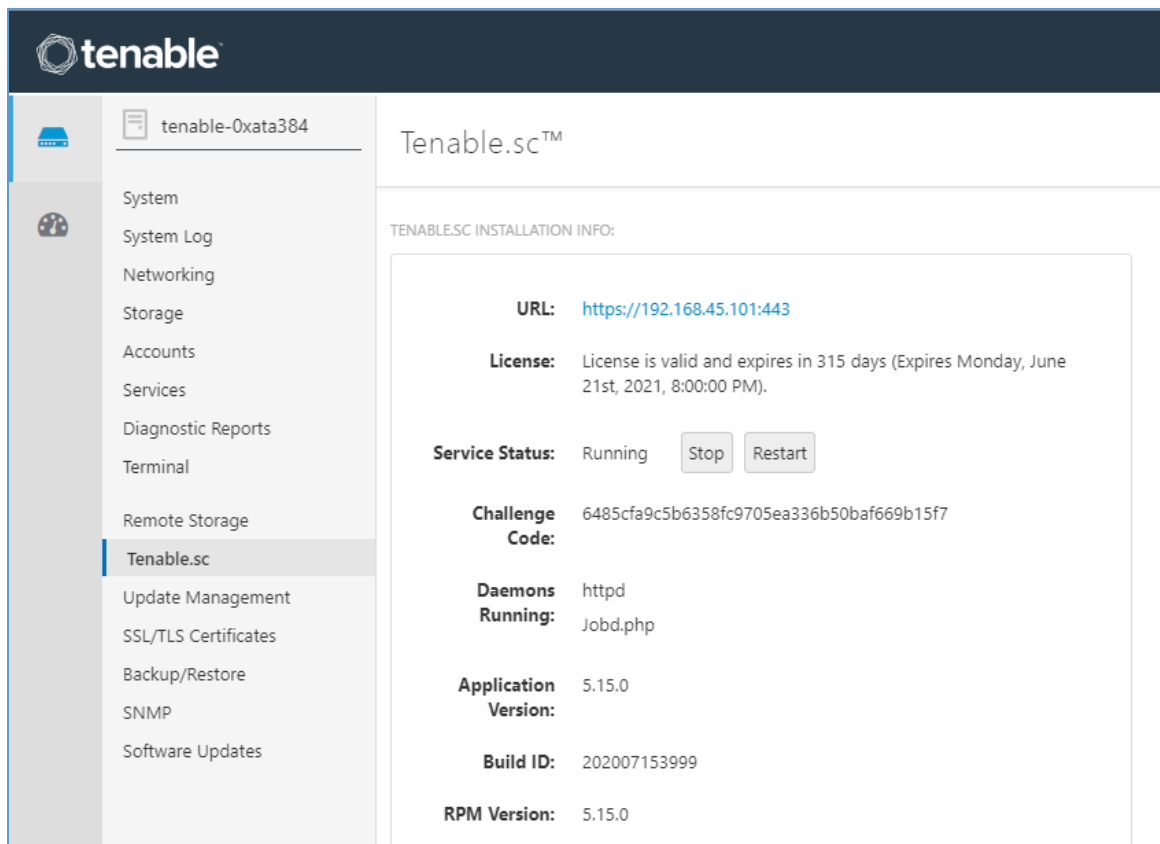 tenable
tenable-0xata384
System
System Log
Networking
Storage
Accounts
Services
Diagnostic Reports
Terminal
Remote Storage
Tenable.sc
Update Management
SSL/TLS Certificates
Backup/Restore
SNMP
Software Updates
Tenable.sc™
TENABLE.SC INSTALLATION INFO:
URL: https://192.168.45.101:443
License: License is valid and expires in 315 days (Expires Monday, June
21st, 2021, 8:00:00 PM).
Service Status: Running Stop Restart
Challenge 6485cfa9c5b6358fc9705ea336b50baf669b15f7
Code:
Daemons httpd
Running: Jobd.php
Application 5.15.0
Version:
Build ID: 202007153999
RPM Version: 5.15.0